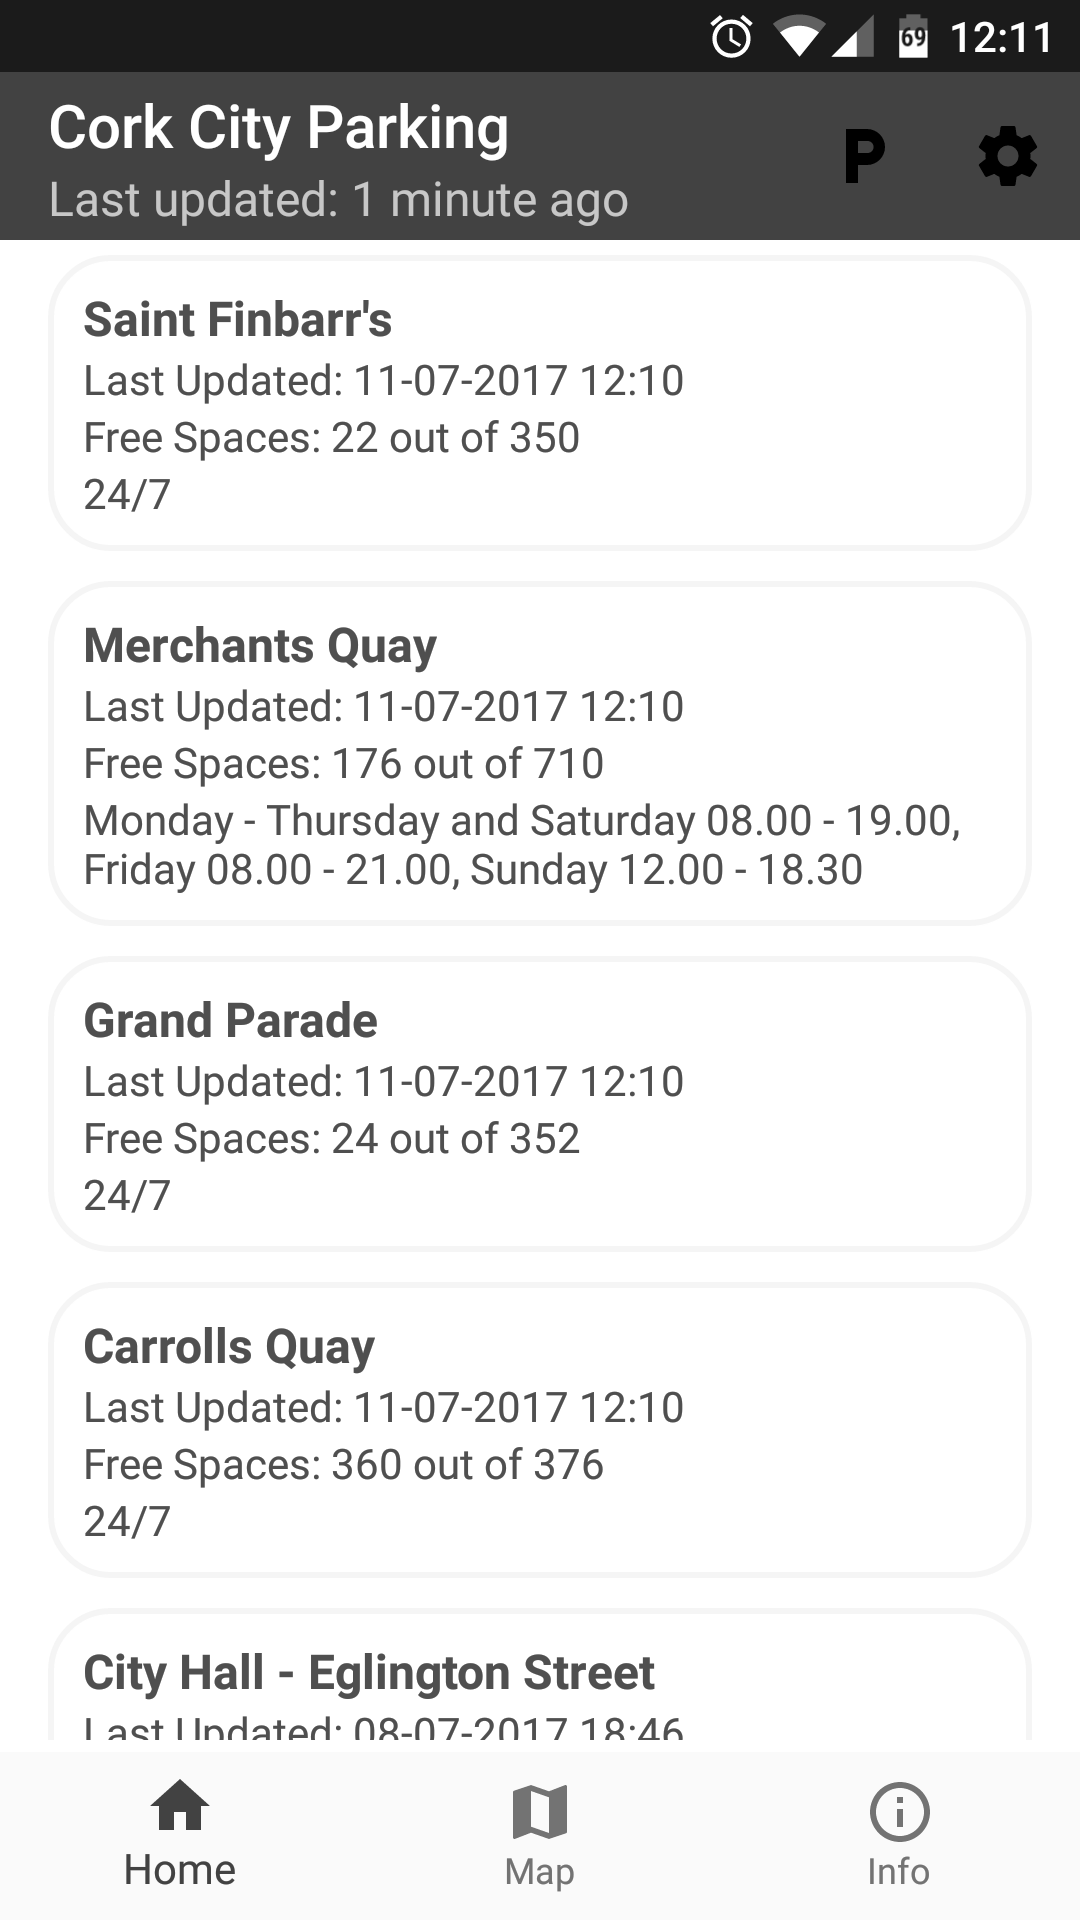 69 12:11
Cork City Parking
P
Last updated: 1 minute ago
Saint Finbarr's
Last Updated: 11-07-2017 12:10
Free Spaces: 22 out of 350
24/7
Merchants Quay
Last Updated: 11-07-2017 12:10
Free Spaces: 176 out of 710
Monday - Thursday and Saturday 08.00 - 19.00,
Friday 08.00 - 21.00, Sunday 12.00 - 18.30
Grand Parade
Last Updated: 11-07-2017 12:10
Free Spaces: 24 out of 352
24/7
Carrolls Quay
Last Updated: 11-07-2017 12:10
Free Spaces: 360 out of 376
24/7
City Hall - Eglington Street
Last Updated: 08-07-2017 18:46
Home
Map
Info